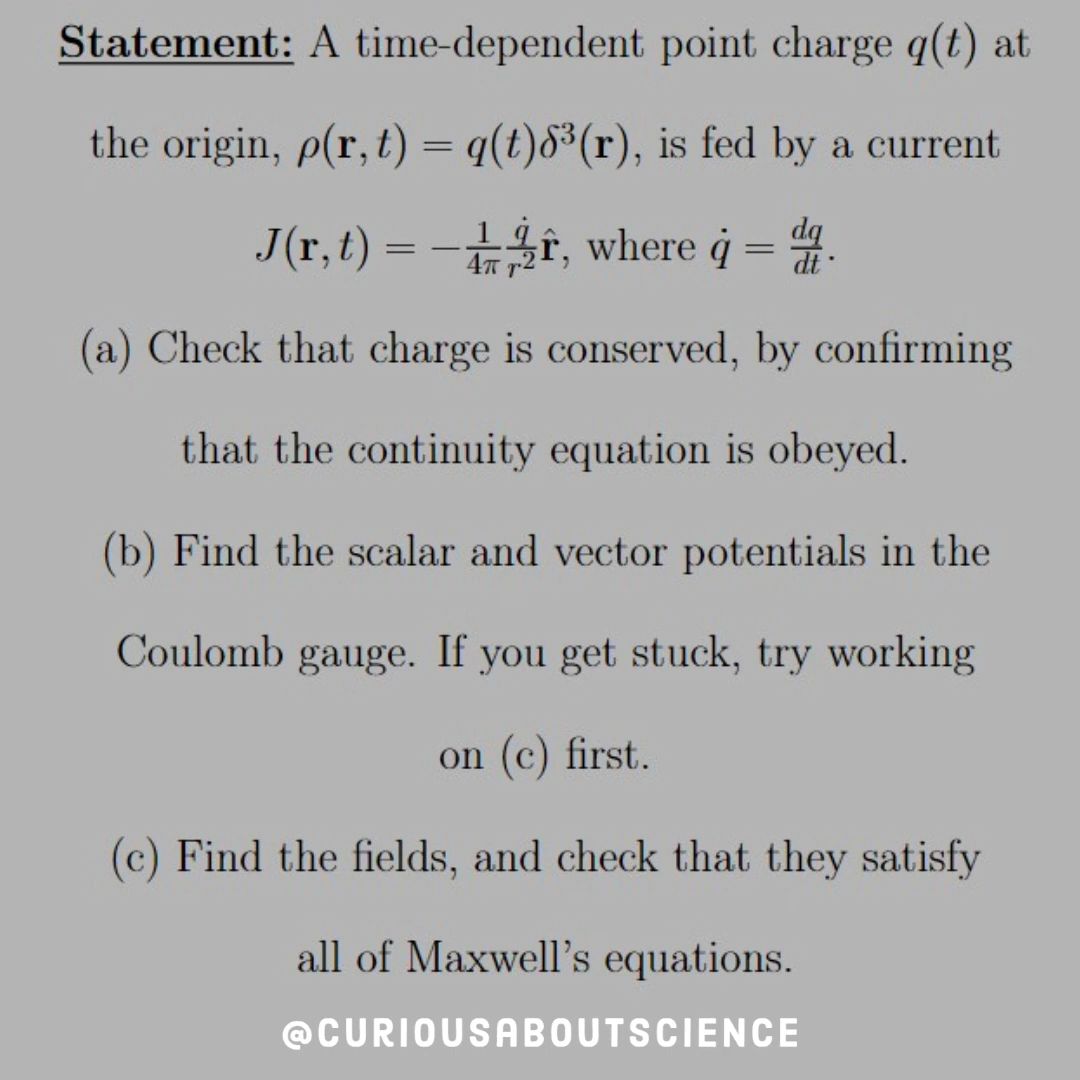 Statement: A time-dependent point charge q(t) at
the origin, ρ(r, t) = q(t)δ³(r), is fed by a current
J(r, t) = −\frac{1}{4π}\frac{q̇}{r²}r̂, where q̇ = \frac{dq}{dt}.
(a) Check that charge is conserved, by confirming
that the continuity equation is obeyed.
(b) Find the scalar and vector potentials in the
Coulomb gauge. If you get stuck, try working
on (c) first.
(c) Find the fields, and check that they satisfy
all of Maxwell's equations.
@CURIOUSABOUTSCIENCE